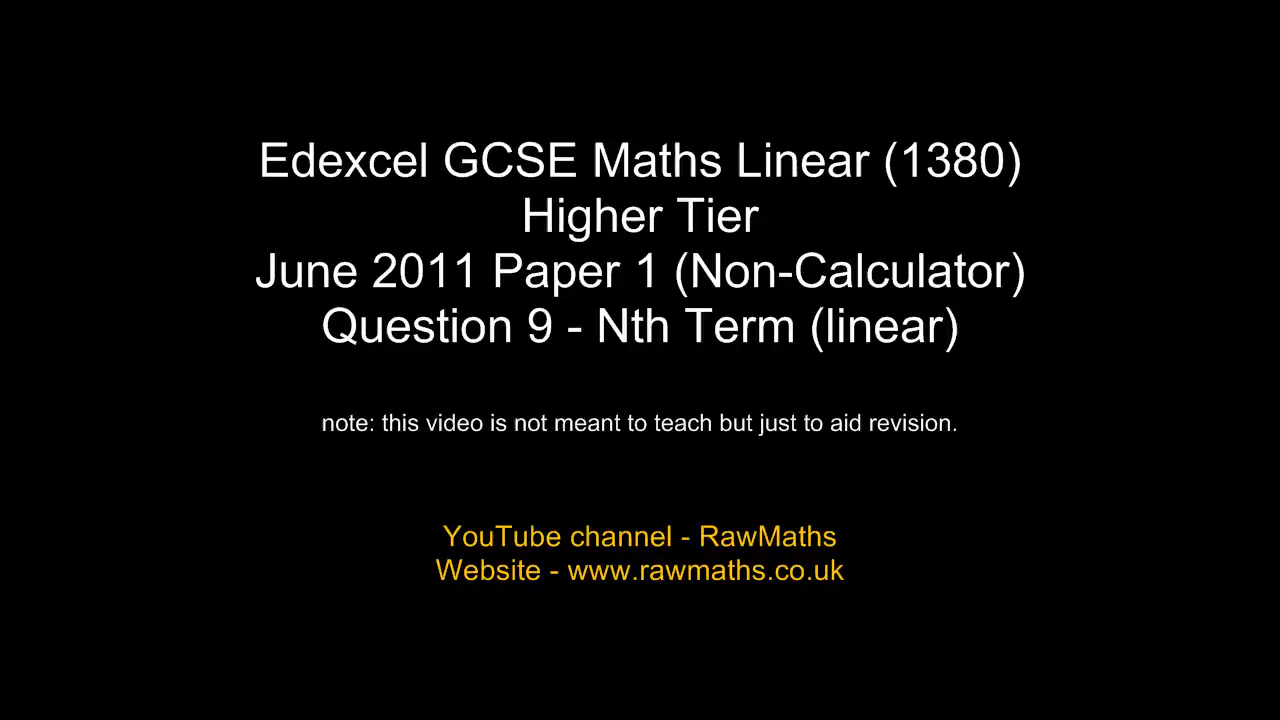 Edexcel GCSE Maths Linear (1380)
Higher Tier
June 2011 Paper 1 (Non-Calculator)
Question 9 - Nth Term (linear)
note: this video is not meant to teach but just to aid revision.
YouTube channel - RawMaths
Website - www.rawmaths.co.uk